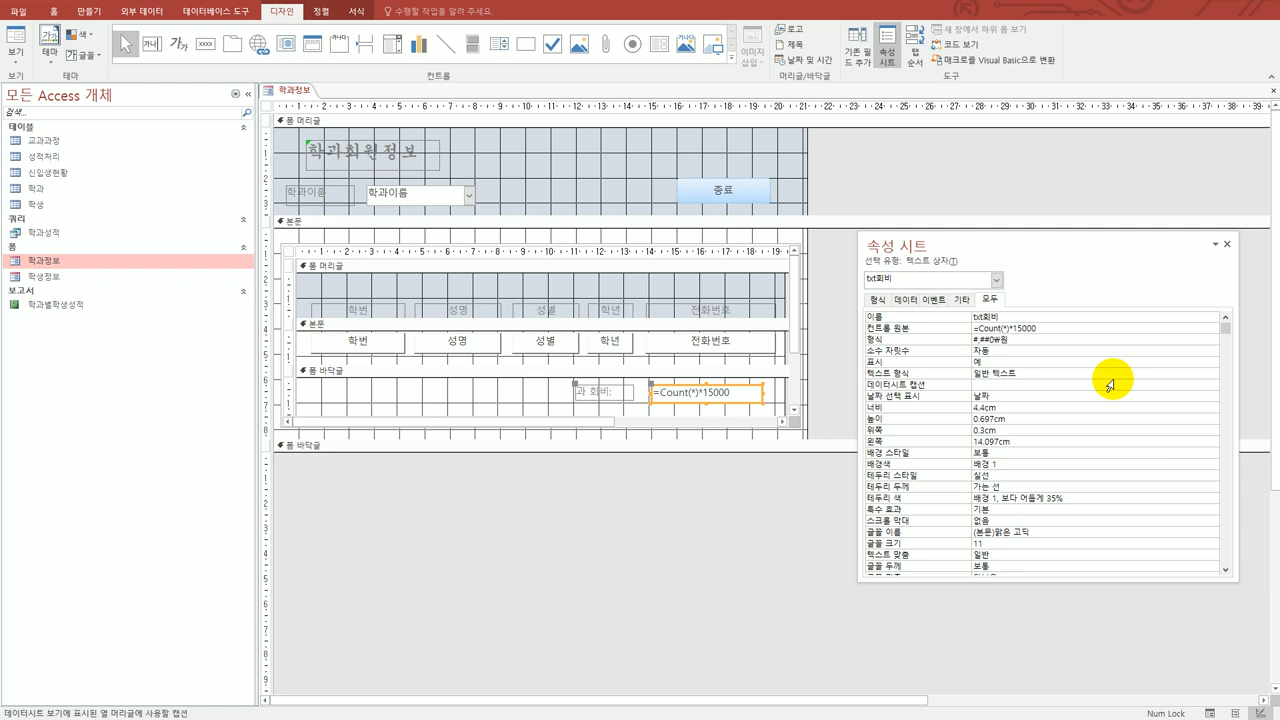 파일 홈 만들기 외부 데이터 데이터베이스 도구 디자인 정렬 서식 수행할 작업을 알려 주세요.
보기 테마 색 글꼴
가나 가가 xxxx
이미지 삽입
로고
제목
날짜 및 시간
기존 필드 추가
속성 시트
탭 순서
새 창에서 하위 폼 보기
코드 보기
매크로를 Visual Basic으로 변환
보기 테마 컨트롤 머리글/바닥글 도구
모든 Access 개체
검색...
테이블
교과과정
성적처리
신입생현황
학과
학생
쿼리
학과성적
폼
학과정보
학생정보
보고서
학과별학생성적
학과정보
폼 머리글
학과회원정보
학과이름 학과이름 종료
본문
폼 머리글
학번 성명 성별 학년 전화번호
본문
학번 성명 성별 학년 전화번호
폼 바닥글
과 회비: =Count(*)*15000
폼 바닥글
속성 시트
선택 유형: 텍스트 상자(T)
txt회비
형식 데이터 이벤트 기타 모두
이름 txt회비
컨트롤 원본 =Count(*)*15000
형식 #,##0₩원
소수 자릿수 자동
표시 예
텍스트 형식 일반 텍스트
데이터시트 캡션
날짜 선택 표시 날짜
너비 4.4cm
높이 0.697cm
위쪽 0.3cm
왼쪽 14.097cm
배경 스타일 보통
배경색 배경 1
테두리 스타일 실선
테두리 두께 가는 선
테두리 색 배경 1, 보다 어둡게 35%
특수 효과 기본
스크롤 막대 없음
글꼴 이름 (본문)맑은 고딕
글꼴 크기 11
텍스트 맞춤 일반
글꼴 두께 보통
데이터시트 보기에 표시된 열 머리글에 사용할 캡션
Num Lock